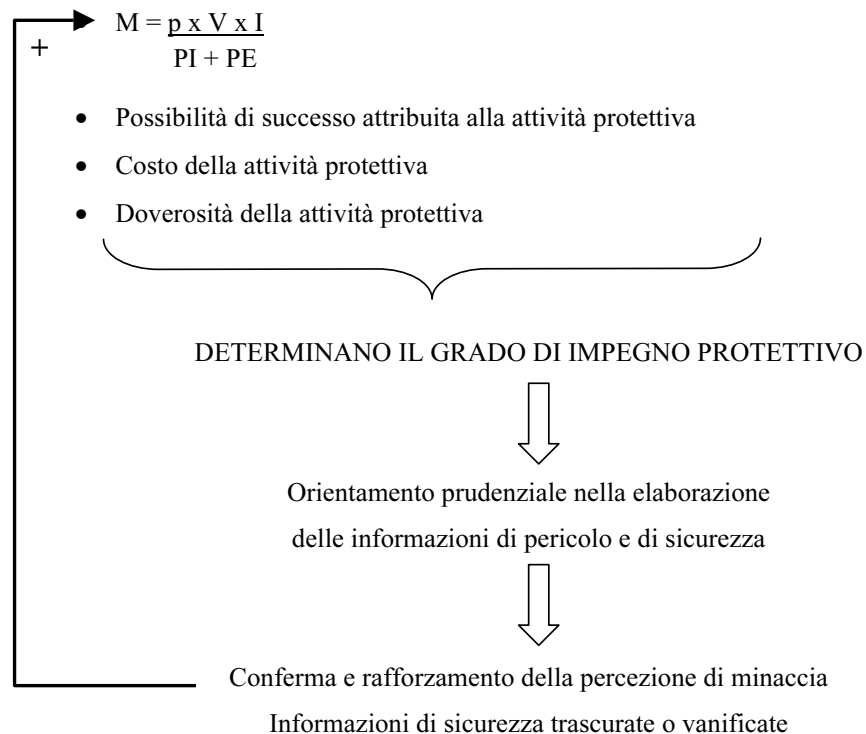 M = p x V x I
PI + PE
+
• Possibilità di successo attribuita alla attività protettiva
• Costo della attività protettiva
• Doverosità della attività protettiva
DETERMINANO IL GRADO DI IMPEGNO PROTETTIVO
Orientamento prudenziale nella elaborazione
delle informazioni di pericolo e di sicurezza
Conferma e rafforzamento della percezione di minaccia
Informazioni di sicurezza trascurate o vanificate